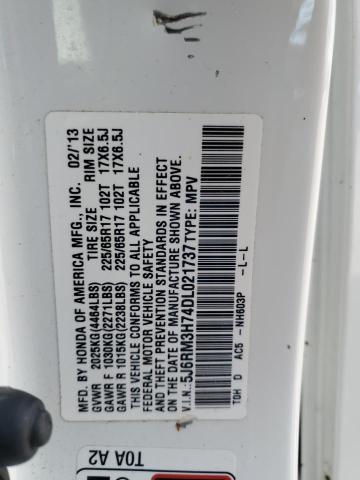 MFD. BY HONDA OF AMERICA MFG., INC. 02/'13
GVWR 2025KG(4464LBS) TIRE SIZE RIM SIZE
GAWR F 1030KG(2271LBS) 225/65R17 102T 17X6.5J
GAWR R 1015KG(2238LBS) 225/65R17 102T 17X6.5J
THIS VEHICLE CONFORMS TO ALL APPLICABLE
FEDERAL MOTOR VEHICLE SAFETY
BUMPER AND THEFT PREVENTION STANDARDS IN EFFECT
ON THE DATE OF MANUFACTURE SHOWN ABOVE.
V.I.N: 5J6RM3H74DL021737 TYPE: MPV
TOH D AC5 -NH603P -L-L
TOA A2